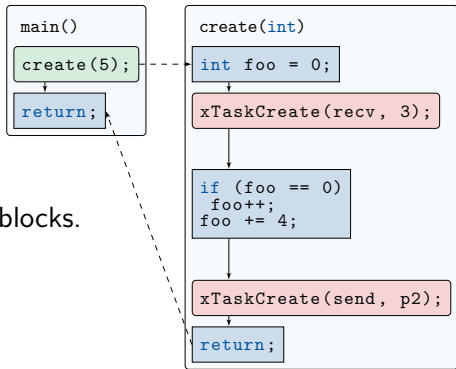 main()
create(5);
return;
blocks.
create(int)
int foo = 0;
xTaskCreate(recv, 3);
if (foo == 0)
foo++;
foo += 4;
xTaskCreate(send, p2);
return;